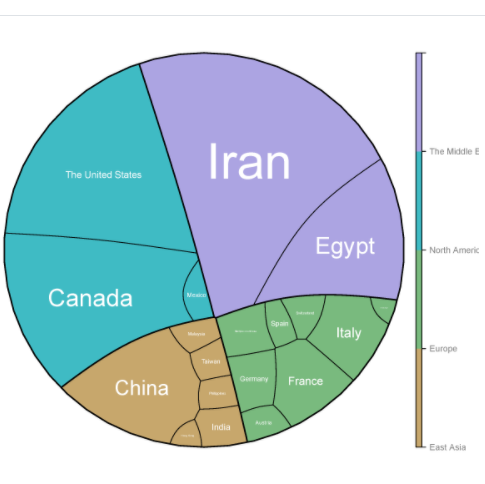 Iran
The United States
Egypt
Canada
Mexico
Spain
Italy
Taiwan
Germany
France
China
India
Austria
The Middle E
North Americ
Europe
East Asia